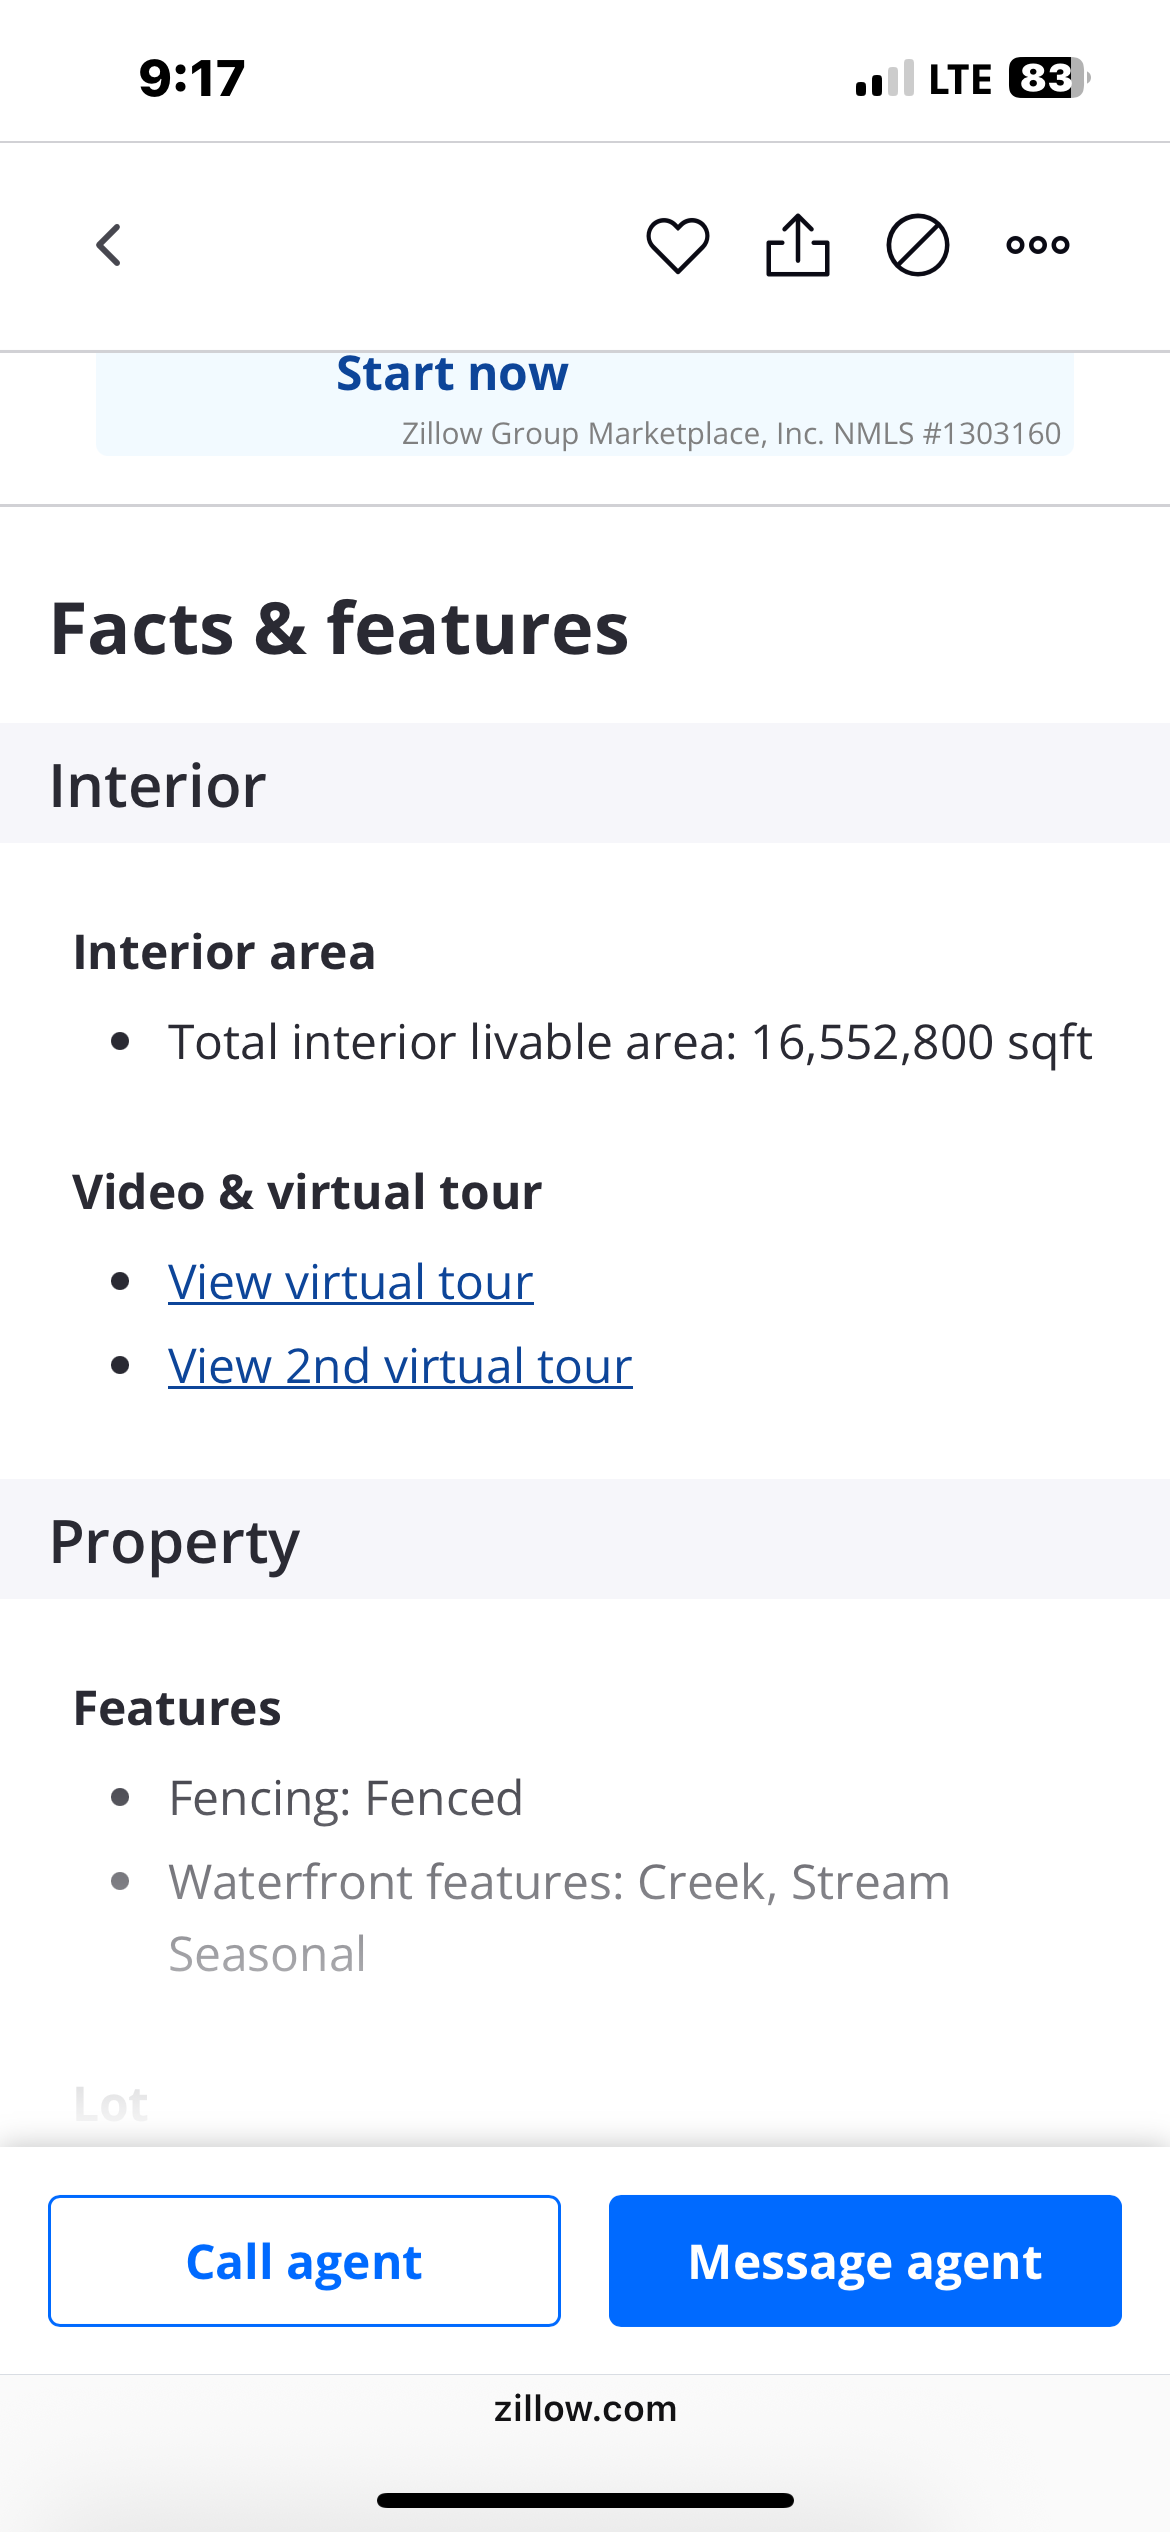 9:17
LTE 83
Start now
Zillow Group Marketplace, Inc. NMLS #1303160
Facts & features
Interior
Interior area
• Total interior livable area: 16,552,800 sqft
Video & virtual tour
• View virtual tour
• View 2nd virtual tour
Property
Features
• Fencing: Fenced
• Waterfront features: Creek, Stream
Seasonal
Lot
Call agent
Message agent
zillow.com